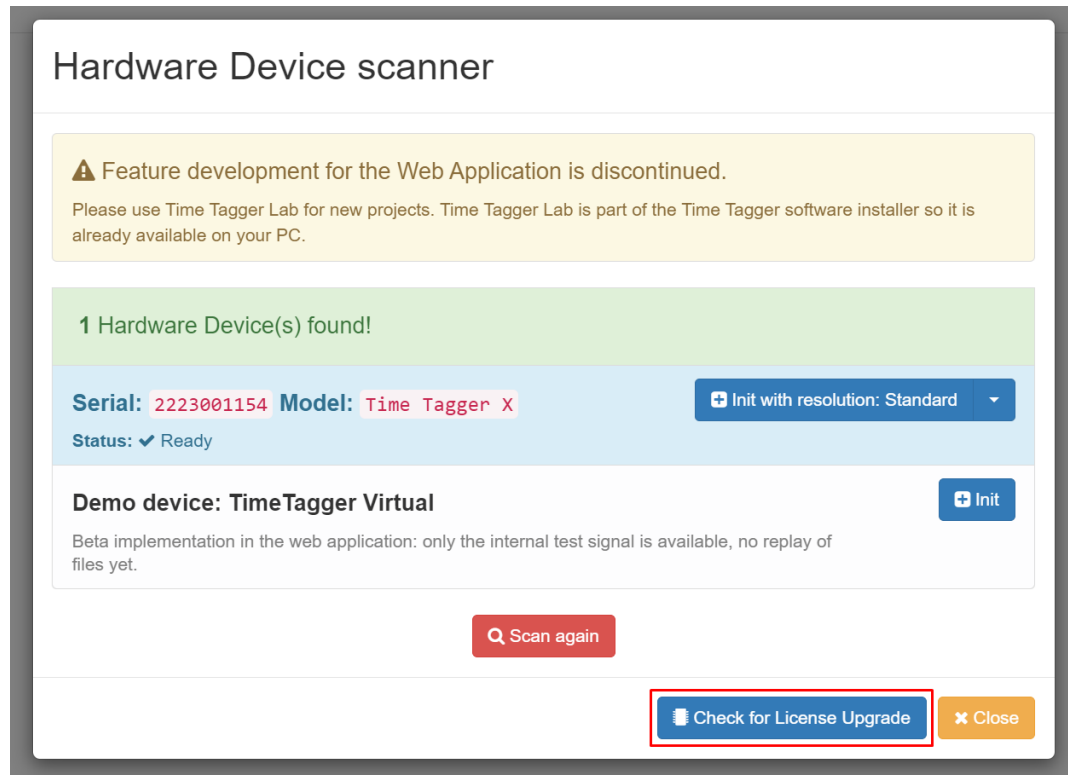 Hardware Device scanner
Feature development for the Web Application is discontinued.
Please use Time Tagger Lab for new projects. Time Tagger Lab is part of the Time Tagger software installer so it is
already available on your PC.
1 Hardware Device(s) found!
Serial: 2223001154 Model: Time Tagger X
Init with resolution: Standard
Status: Ready
Demo device: TimeTagger Virtual
Init
Beta implementation in the web application: only the internal test signal is available, no replay of
files yet.
Scan again
Check for License Upgrade
Close